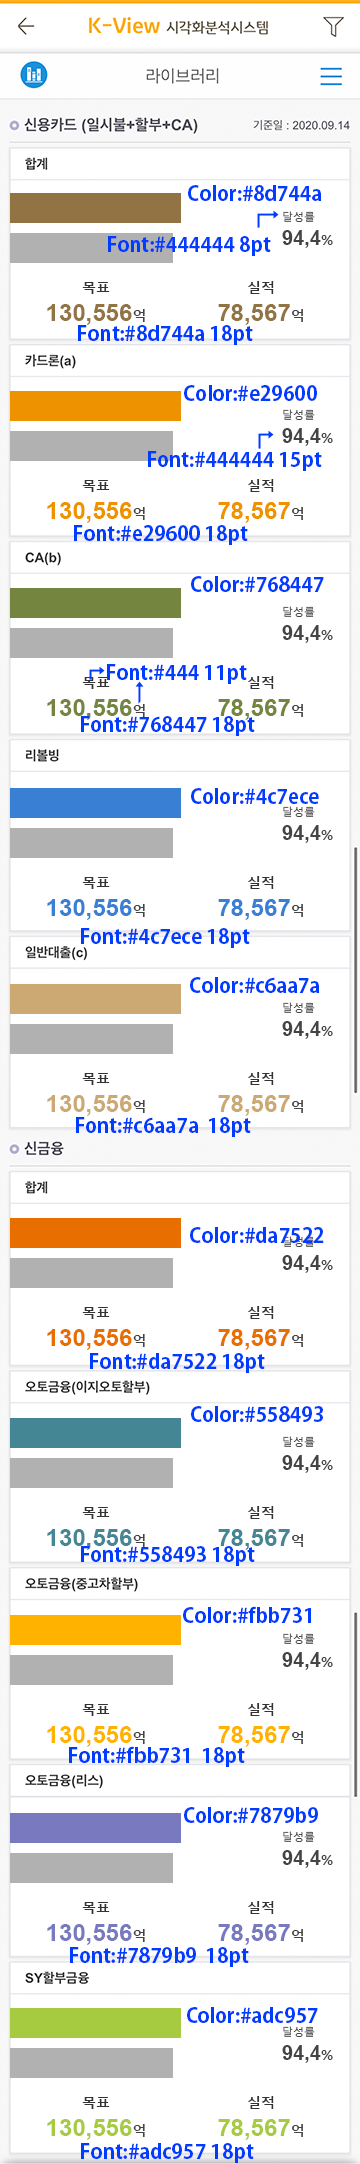 K-View 시각화분석시스템
라이브러리
신용카드 (일시불+할부+CA) 기준일 : 2020.09.14
합계
Color:#8d744a
달성률
Font:#444444 8pt
94,4%
목표 실적
130,556억 78,567억
Font:#8d744a 18pt
카드론(a)
Color:#e29600
94,4%
Font:#444444 15pt
목표 실적
130,556억 78,567억
Font:#e29600 18pt
CA(b)
Color:#768447
달성률
94,4%
Font:#444 11pt
목표 실적
130,556억 78,567억
Font:#768447 18pt
리볼빙
Color:#4c7ece
달성률
94,4%
목표 실적
130,556억 78,567억
Font:#4c7ece 18pt
일반대출(c)
Color:#c6aa7a
달성률
94,4%
목표 실적
130,556억 78,567억
Font:#c6aa7a 18pt
신금융
합계
Color:#da7522
달성률
94,4%
목표 실적
130,556억 78,567억
Font:#da7522 18pt
오토금융(이지오토할부)
Color:#558493
달성률
94,4%
목표 실적
130,556억 78,567억
Font:#558493 18pt
오토금융(중고차할부)
Color:#fbb731
달성률
94,4%
목표 실적
130,556억 78,567억
Font:#fbb731 18pt
오토금융(리스)
Color:#7879b9
달성률
94,4%
목표 실적
130,556억 78,567억
Font:#7879b9 18pt
SY할부금융
Color:#adc957
달성률
94,4%
목표 실적
130,556억 78,567억
Font:#adc957 18pt